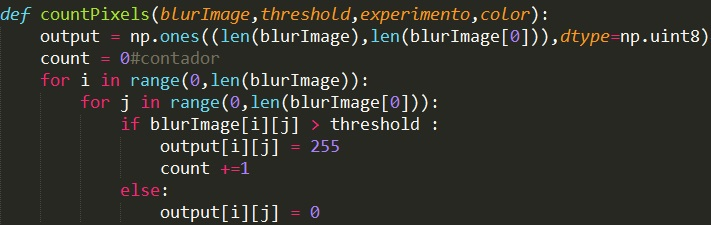 def countPixels(blurImage,threshold,experimento,color):
    output = np.ones((len(blurImage),len(blurImage[0])),dtype=np.uint8)
    count = 0#contador
    for i in range(0,len(blurImage)):
        for j in range(0,len(blurImage[0])):
            if blurImage[i][j] > threshold :
                output[i][j] = 255
                count +=1
            else:
                output[i][j] = 0